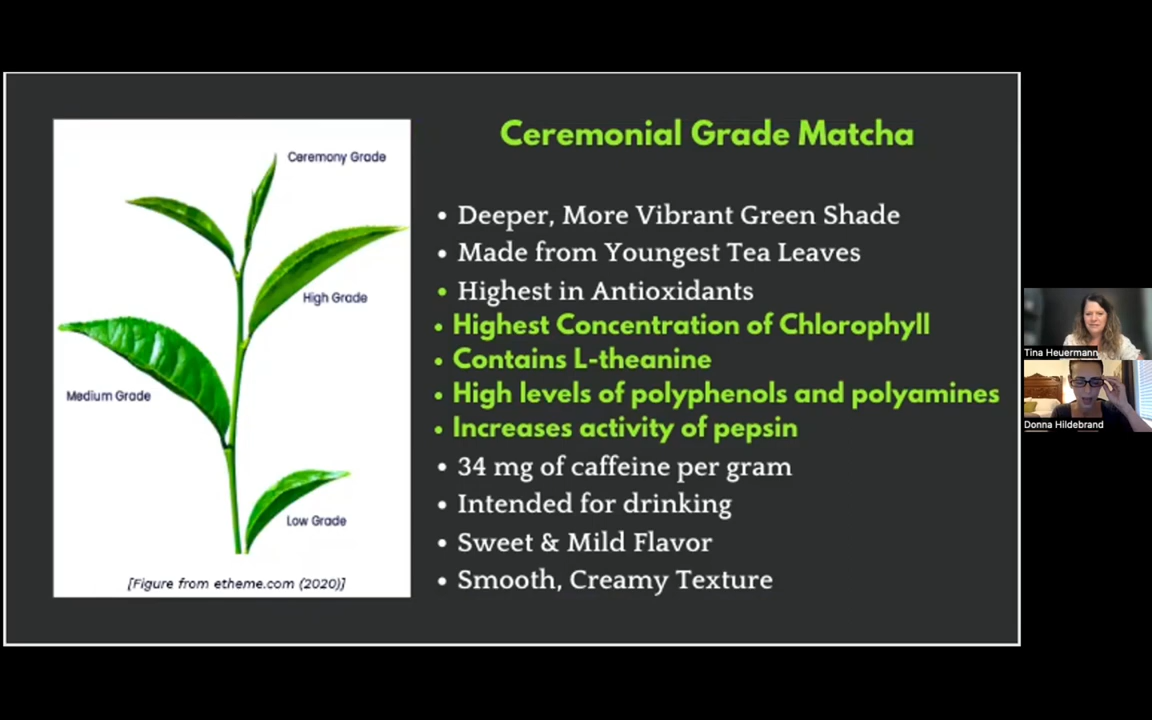 Ceremonial Grade Matcha
Ceremony Grade
High Grade
Medium Grade
Low Grade
[Figure from etheme.com (2020)]
• Deeper, More Vibrant Green Shade
• Made from Youngest Tea Leaves
• Highest in Antioxidants
• Highest Concentration of Chlorophyll
• Contains L-theanine
• High levels of polyphenols and polyamines
• Increases activity of pepsin
• 34 mg of caffeine per gram
• Intended for drinking
• Sweet & Mild Flavor
• Smooth, Creamy Texture
Tina Heuermann
Donna Hildebrand